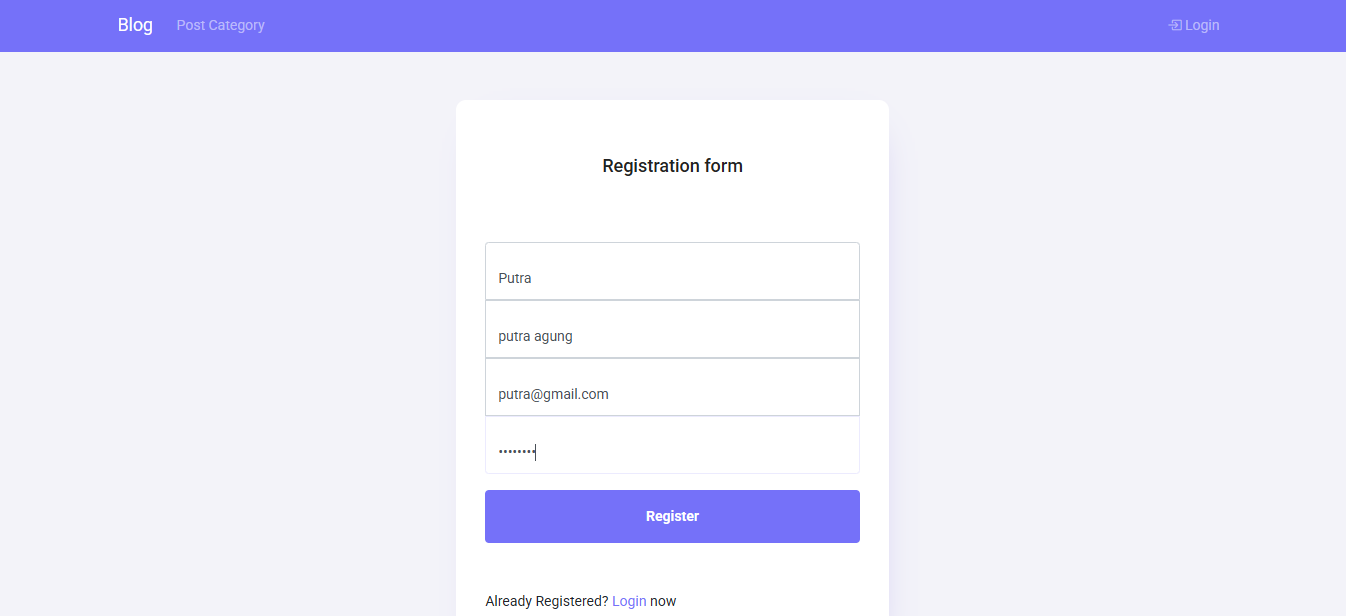 Blog Post Category Login
Registration form
Putra
putra agung
putra@gmail.com
••••••••
Register
Already Registered? Login now